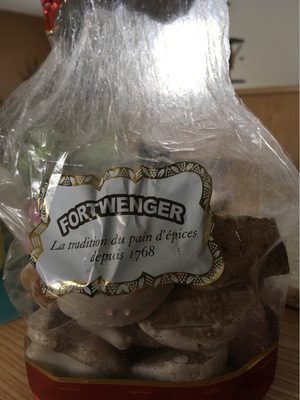 FORTWENGER
La tradition du pain d'épices
depuis 1768